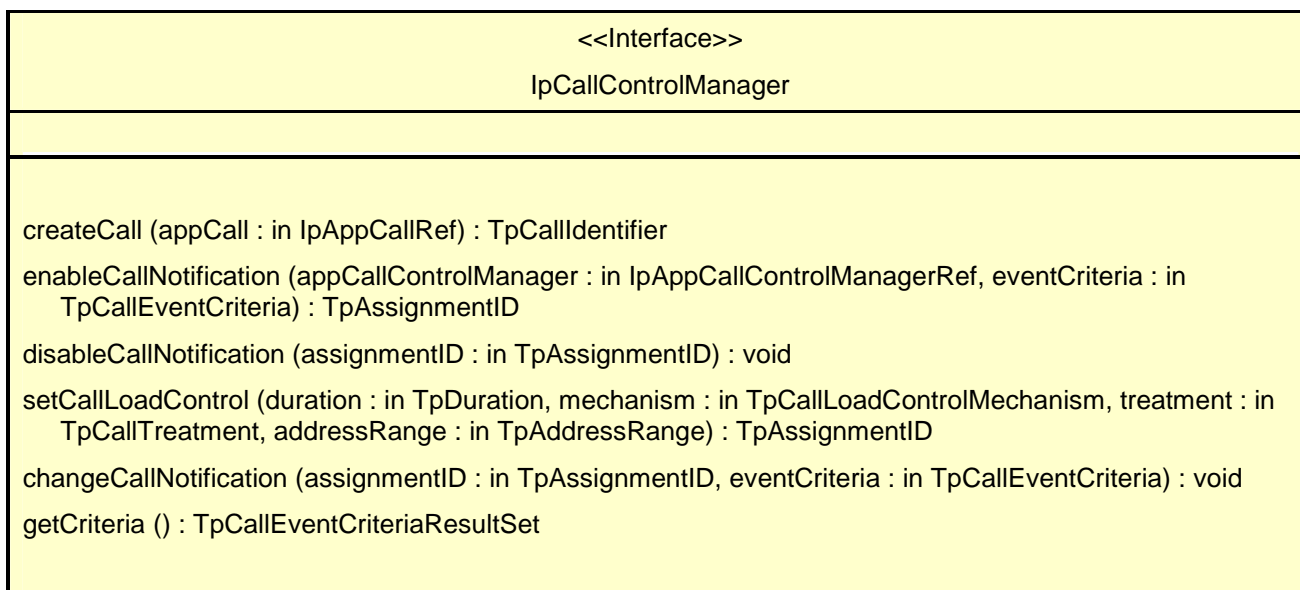 <<Interface>>
IpCallControlManager
createCall (appCall : in IpAppCallRef) : TpCallIdentifier
enableCallNotification (appCallControlManager : in IpAppCallControlManagerRef, eventCriteria : in
TpCallEventCriteria) : TpAssignmentID
disableCallNotification (assignmentID : in TpAssignmentID) : void
setCallLoadControl (duration : in TpDuration, mechanism : in TpCallLoadControlMechanism, treatment : in
TpCallTreatment, addressRange : in TpAddressRange) : TpAssignmentID
changeCallNotification (assignmentID : in TpAssignmentID, eventCriteria : in TpCallEventCriteria) : void
getCriteria () : TpCallEventCriteriaResultSet